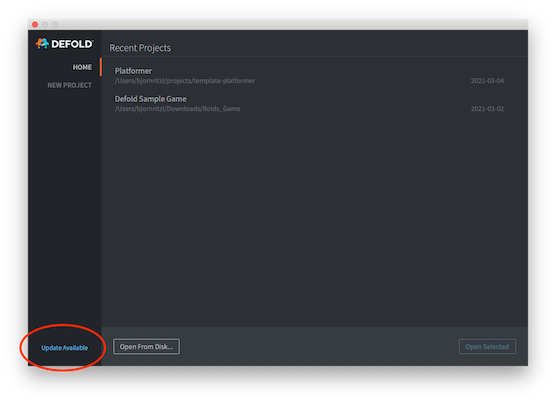 DEFOLD
Recent Projects
HOME
NEW PROJECT
Platformer
/Users/bjornritzl/projects/template-platformer
2021-03-04
Defold Sample Game
/Users/bjornritzl/Downloads/Roids_Game
2021-03-02
Update Available
Open From Disk...
Open Selected